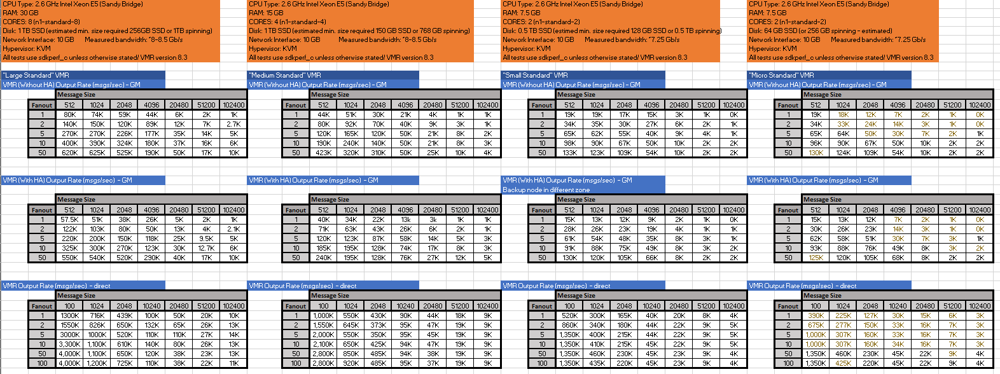 CPU Type: 2.6 GHz Intel Xeon E5 (Sandy Bridge)
RAM: 30 GB
CORES: 8 (n1-standard-8)
Disk: 1 TB SSD (estimated min. size required 256GB SSD or 1TB spinning)
Network Interface: 10 GB Measured bandwidth: ~8-8.5 Gb/s
Hypervisor: KVM
All tests use sdkperf_c unless otherwise stated/ VMR version 8.3
"Large Standard" VMR
VMR (Without HA) Output Rate (msgs/sec) - GM
Message Size
Fanout 512 1024 2048 4096 20480 51200 102400
1 80K 74K 59K 44K 6K 2K 1K
2 140K 150K 120K 89K 12K 7K 2.7K
5 270K 270K 226K 177K 35K 14K 5K
10 400K 390K 324K 180K 37K 16K 6K
50 620K 625K 525K 190K 50K 17K 10K
VMR (With HA) Output Rate (msgs/sec) - GM
Message Size
Fanout 512 1024 2048 4096 20480 51200 102400
1 57.5K 51K 38K 26K 5K 2K 1K
2 122K 103K 80K 50K 13K 4K 2.1K
5 220K 200K 150K 118K 25K 9.5K 5K
10 325K 300K 270K 123K 30K 12.7K 6K
50 550K 540K 520K 290K 40K 17K 10K
VMR Output Rate (msgs/sec) - direct
Message Size
Fanout 100 1024 2048 10240 20480 51200 102400
1 1300K 716K 439K 100K 50K 20K 10K
2 1550K 826K 650K 132K 65K 26K 13K
5 3000K 1000K 520K 110K 110K 27K 14K
10 3,300K 1,100K 610K 140K 80K 26K 13K
50 4,000K 1,100K 650K 120K 38K 23K 13K
100 4,000K 1,200K 725K 110K 38K 22K 11K
CPU Type: 2.6 GHz Intel Xeon E5 (Sandy Bridge)
RAM: 15 GB
CORES: 4 (n1-standard-4)
Disk: 1 TB SSD (estimated min. size required 150 GB SSD or 768 GB spinning)
Network Interface: 10 GB Measured bandwidth: ~8-8.5 Gb/s
Hypervisor: KVM
All tests use sdkperf_c unless otherwise stated/ VMR version 8.3
"Medium Standard" VMR
VMR (Without HA) Output Rate (msgs/sec) - GM
Message Size
Fanout 512 1024 2048 4096 20480 51200 102400
1 44K 51K 30K 21K 4K 1K 1K
2 80K 92K 70K 40K 9K 3K 1K
5 120K 165K 120K 50K 21K 8K 2K
10 190K 240K 140K 50K 21K 8K 3K
50 423K 320K 310K 50K 25K 10K 4K
VMR (With HA) Output Rate (msgs/sec) - GM
Message Size
Fanout 512 1024 2048 4096 20480 51200 102400
1 40K 34K 22K 13k 3k 1K 1K
2 71K 63K 43K 26K 6K 2K 1K
5 120K 123K 87K 58K 14K 5K 3K
10 185K 195K 128K 74K 17K 8K 3K
50 240K 195K 128K 76K 27K 12K 5K
VMR Output Rate (msgs/sec) - direct
Message Size
Fanout 100 1024 2048 10240 20480 51200 102400
1 1,000K 550K 430K 90K 44K 18K 9K
2 1,550K 645K 373K 95K 47K 19K 9K
5 2,000K 550K 350K 95K 45K 19K 9K
10 2,100K 650K 425K 94K 47K 19K 9K
50 2,800K 850K 485K 94K 38K 19K 9K
100 2,800K 920K 485K 95K 37K 19K 9K
CPU Type: 2.6 GHz Intel Xeon E5 (Sandy Bridge)
RAM: 7.5 GB
CORES: 2 (n1-standard-2)
Disk: 0.5 TB SSD (estimated min. size required 128 GB SSD or 0.5 TB spinning)
Network Interface: 10 GB Measured bandwidth: ~7.25 Gb/s
Hypervisor: KVM
All tests use sdkperf_c unless otherwise stated/ VMR version 8.3
"Small Standard" VMR
VMR (Without HA) Output Rate (msgs/sec) - GM
Message Size
Fanout 512 1024 2048 4096 20480 51200 102400
1 19K 19K 17K 15K 3K 1K 0K
2 34K 35K 30K 27K 6K 2K 1K
5 65K 62K 55K 40K 9K 4K 1K
10 98K 90K 67K 50K 10K 2K 2K
50 133K 123K 109K 54K 10K 2K 2K
VMR (With HA) Output Rate (msgs/sec) - GM
Backup node in different zone
Message Size
Fanout 512 1024 2048 4096 20480 51200 102400
1 15K 13K 12K 9K 2K 1K 0K
2 28K 26K 23K 19K 4K 1K 1K
5 61K 54K 48K 35K 8K 3K 1K
10 91K 88K 75K 49K 8K 3K 2K
50 130K 120K 105K 66K 8K 2K 2K
VMR Output Rate (msgs/sec) - direct
Message Size
Fanout 100 1024 2048 10240 20480 51200 102400
1 520K 300K 165K 40K 20K 8K 4K
2 860K 340K 180K 44K 22K 9K 5K
5 1,350K 400K 215K 44K 22K 9K 5K
10 1,350K 410K 215K 45K 22K 9K 5K
50 1,350K 460K 230K 45K 23K 9K 4K
100 1,350K 435K 220K 45K 23K 9K 4K
CPU Type: 2.6 GHz Intel Xeon E5 (Sandy Bridge)
RAM: 7.5 GB
CORES: 2 (n1-standard-2)
Disk: 64 GB SSD (or 256 GB spinning - estimated)
Network Interface: 10 GB Measured bandwidth: ~7.25 Gb/s
Hypervisor: KVM
All tests use sdkperf_c unless otherwise stated/ VMR version 8.3
"Micro Standard" VMR
VMR (Without HA) Output Rate (msgs/sec) - GM
Message Size
Fanout 512 1024 2048 4096 20480 51200 102400
1 19K 18K 12K 7K 2K 1K 0K
2 34K 33K 24K 14K 3K 1K 0K
5 65K 64K 50K 30K 7K 2K 1K
10 96K 90K 67K 50K 10K 2K 2K
50 130K 124K 109K 54K 10K 2K 2K
VMR (With HA) Output Rate (msgs/sec) - GM
Message Size
Fanout 512 1024 2048 4096 20480 51200 102400
1 15K 13K 12K 7K 2K 1K 0K
2 30K 26K 23K 14K 3K 1K 0K
5 62K 58K 51K 30K 7K 3K 1K
10 93K 88K 76K 49K 8K 3K 2K
50 125K 120K 105K 68K 8K 2K 2K
VMR Output Rate (msgs/sec) - direct
Message Size
Fanout 100 1024 2048 10240 20480 51200 102400
1 390K 225K 127K 30K 15K 6K 3K
2 675K 277K 150K 33K 16K 7K 3K
5 1,000K 307K 160K 33K 16K 7K 3K
10 1,000K 307K 160K 34K 16K 7K 3K
50 1,350K 460K 230K 45K 22K 9K 4K
100 1,350K 425K 220K 45K 22K 9K 4K